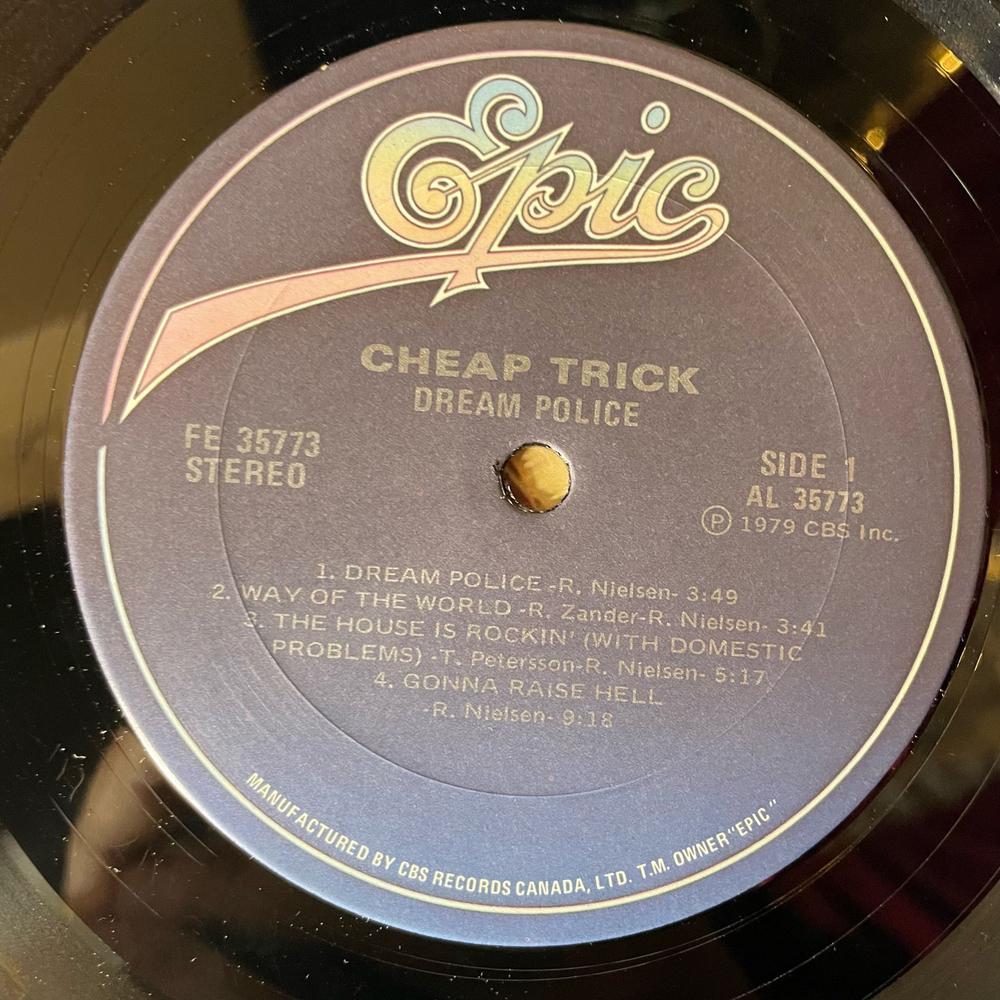 Epic
CHEAP TRICK
DREAM POLICE
FE 35773
STEREO
SIDE 1
AL 35773
Ⓟ 1979 CBS Inc.
1. DREAM POLICE -R. Nielsen- 3:49
2. WAY OF THE WORLD -R. Zander-R. Nielsen- 3:41
3. THE HOUSE IS ROCKIN' (WITH DOMESTIC
PROBLEMS) -T. Petersson-R. Nielsen- 5:17
4. GONNA RAISE HELL
-R. Nielsen- 9:18
MANUFACTURED BY CBS RECORDS CANADA, LTD. T.M. OWNER "EPIC"